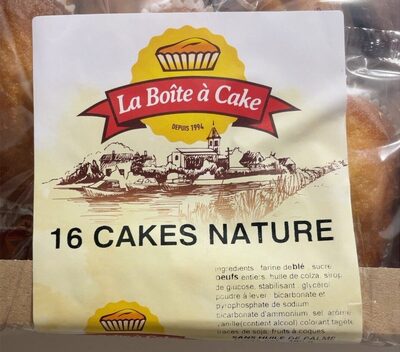 La Boîte à Cake
DEPUIS 1994
16 CAKES NATURE
ingrédients : farine de blé , sucre,
oeufs entiers, huile de colza, sirop
de glucose, stabilisant : glycérol
poudre à lever : bicarbonate et
pyrophosphate de sodium ,
bicarbonate d'ammonium, sel, arôme
vanille(contient alcool) colorant
traces de soja, fruits à coques
SANS HUILE DE PALME